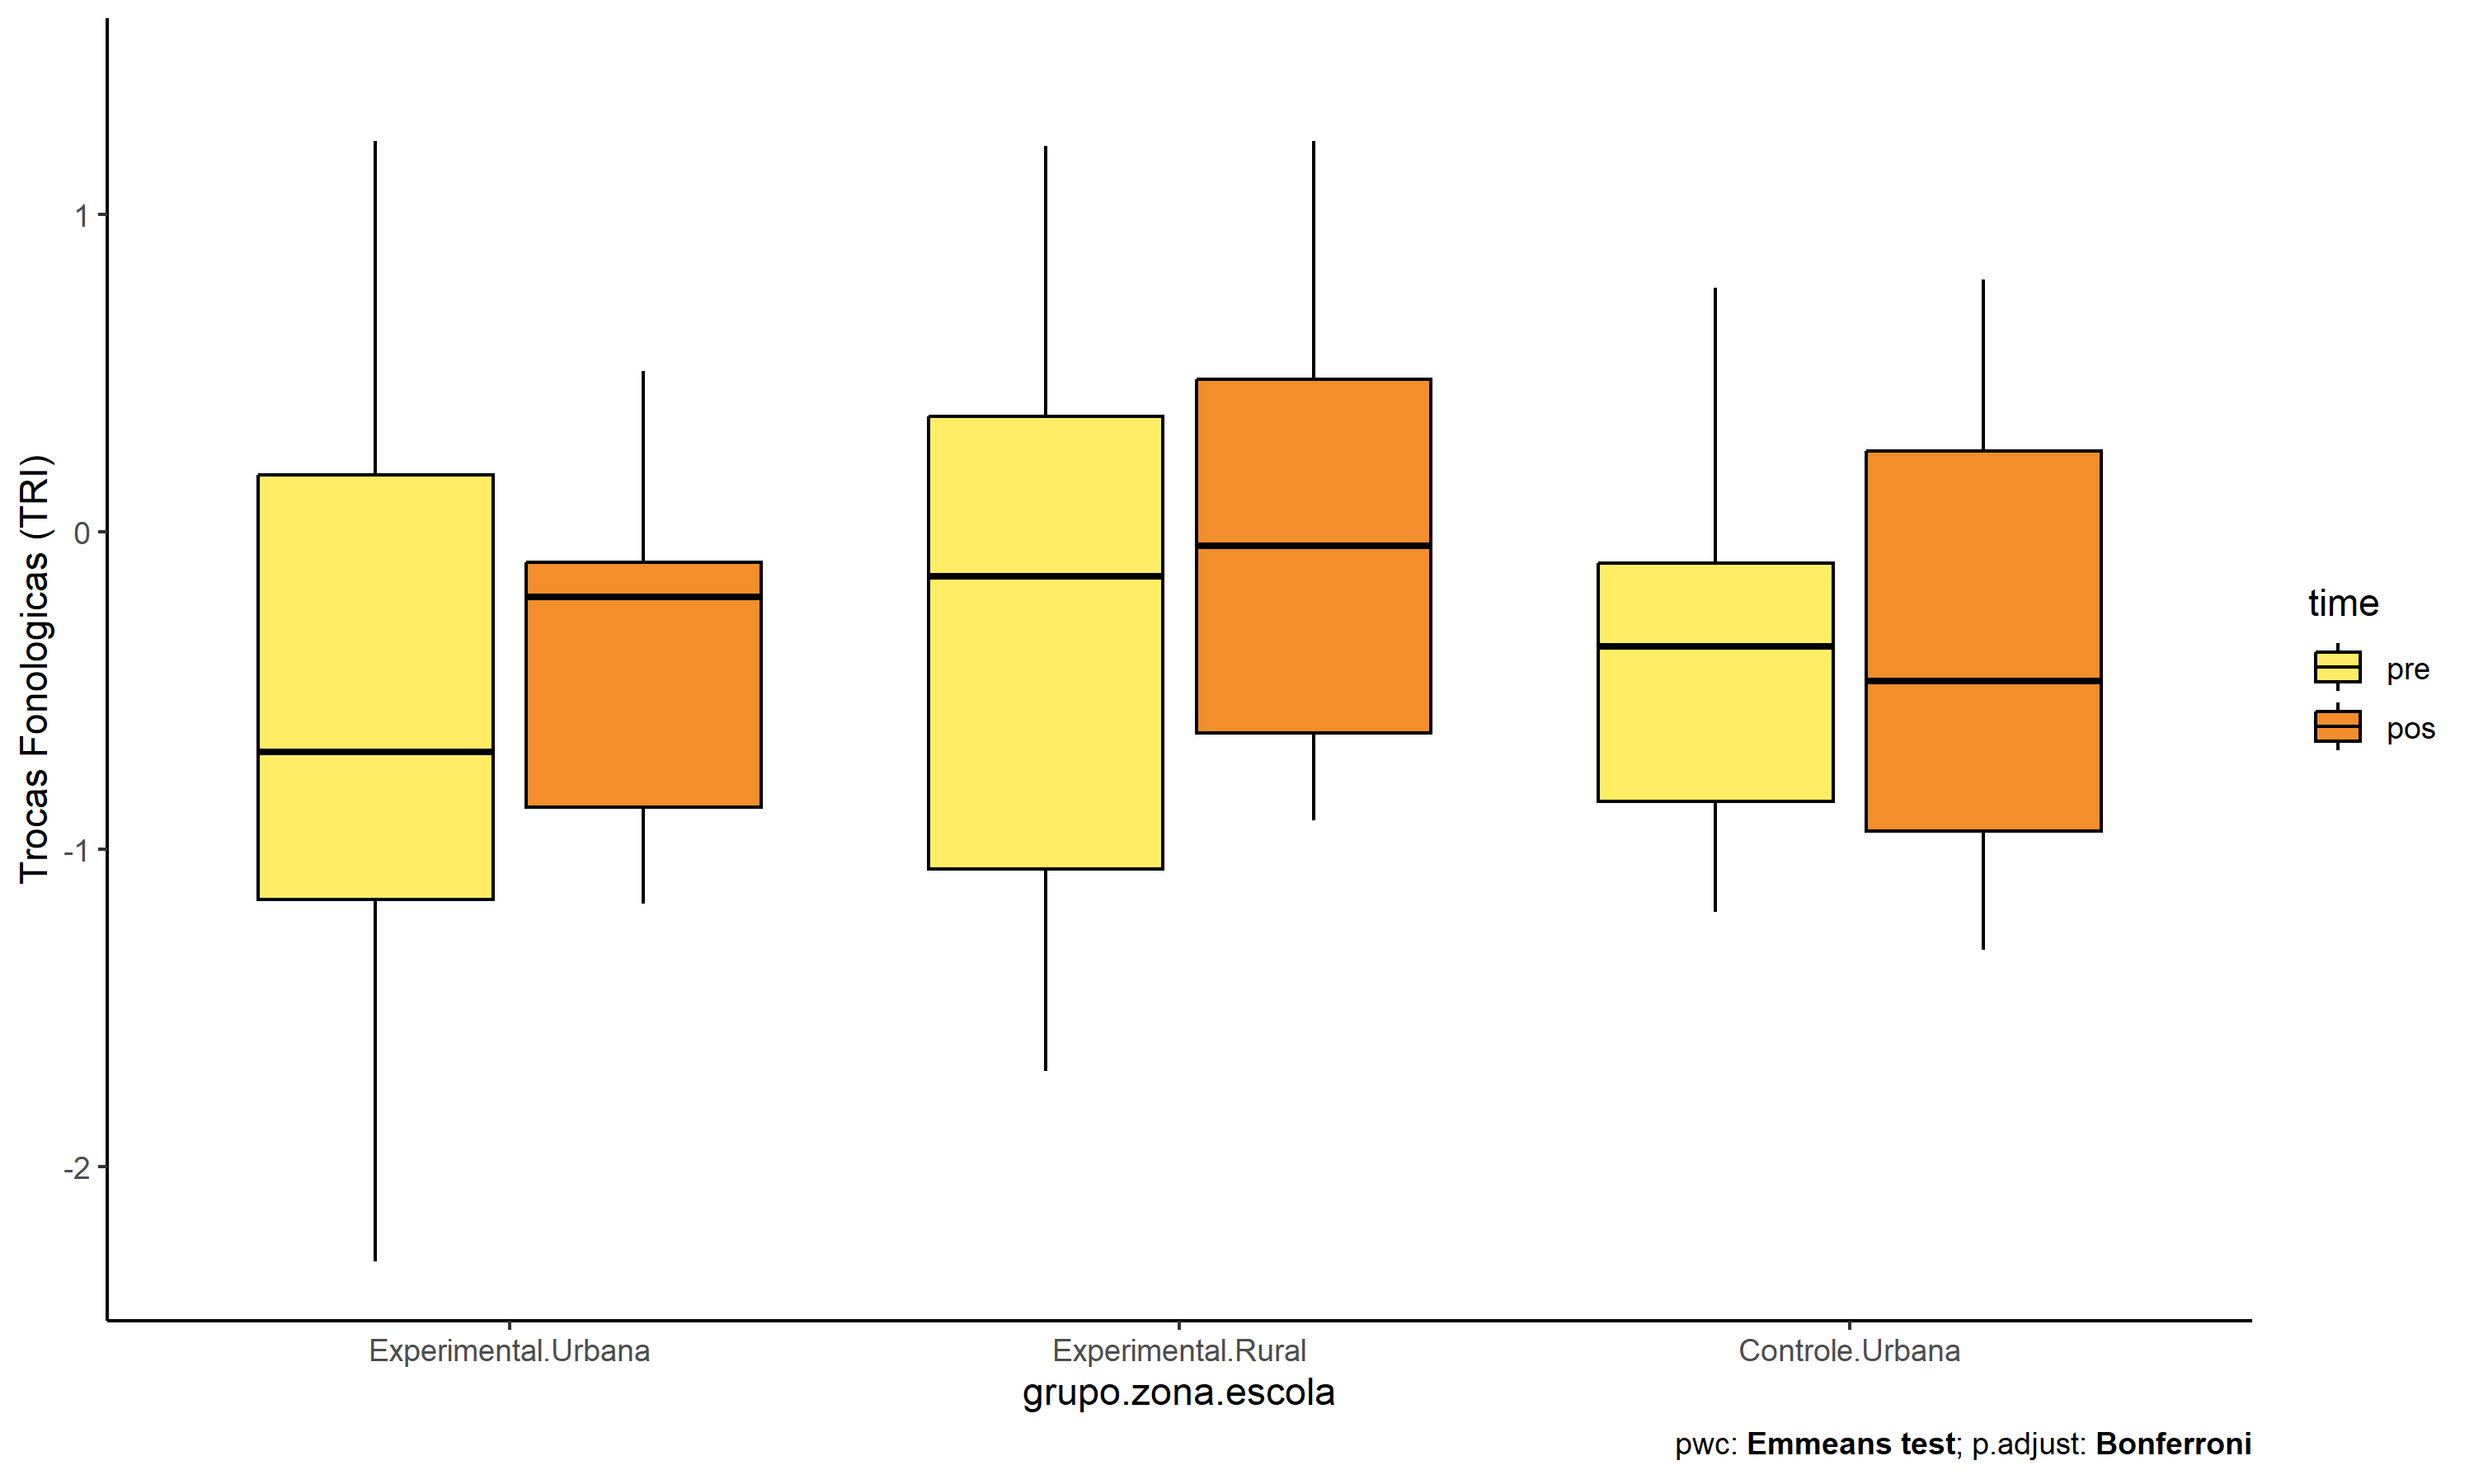 Trocas Fonologicas (TRI)
1
0
-1
-2
Experimental.Urbana
Experimental.Rural
Controle.Urbana
grupo.zona.escola
time
pre
pos
pwc: Emmeans test; p.adjust: Bonferroni